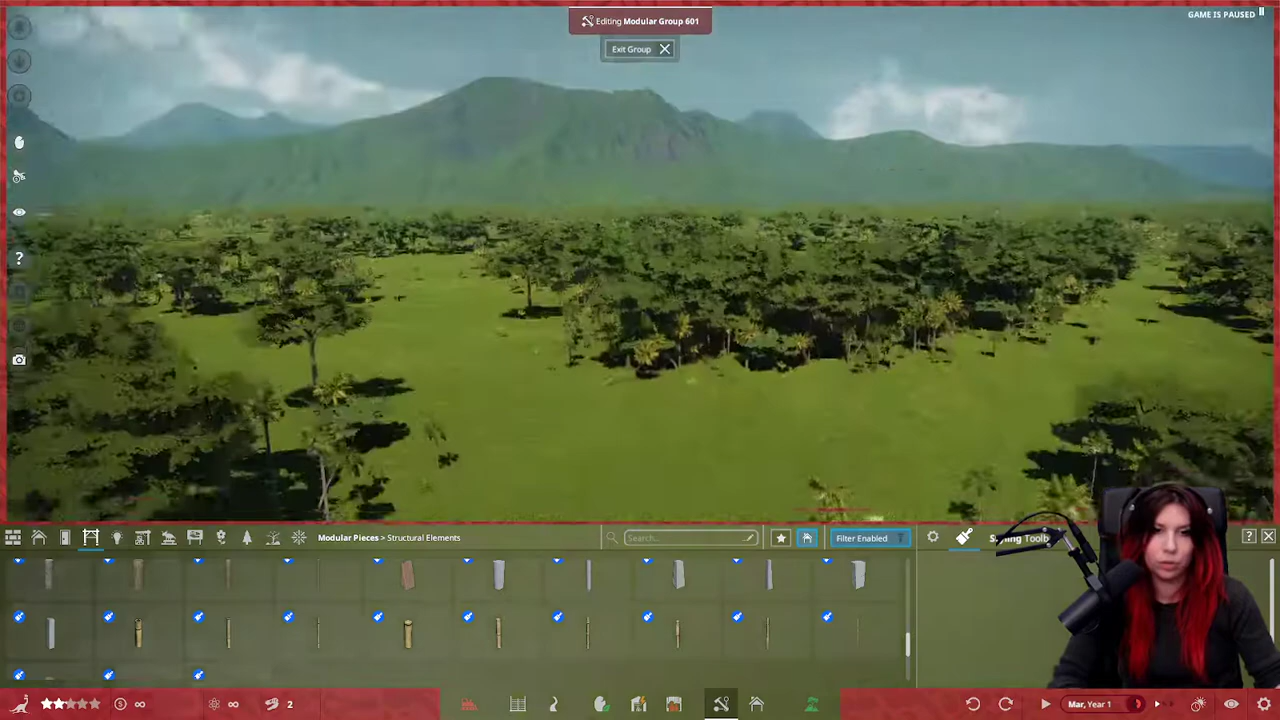 Editing Modular Group 601
GAME IS PAUSED
Exit Group
?
Modular Pieces > Structural Elements
Search...
Filter Enabled
?
∞
∞
2
Mar, Year 1